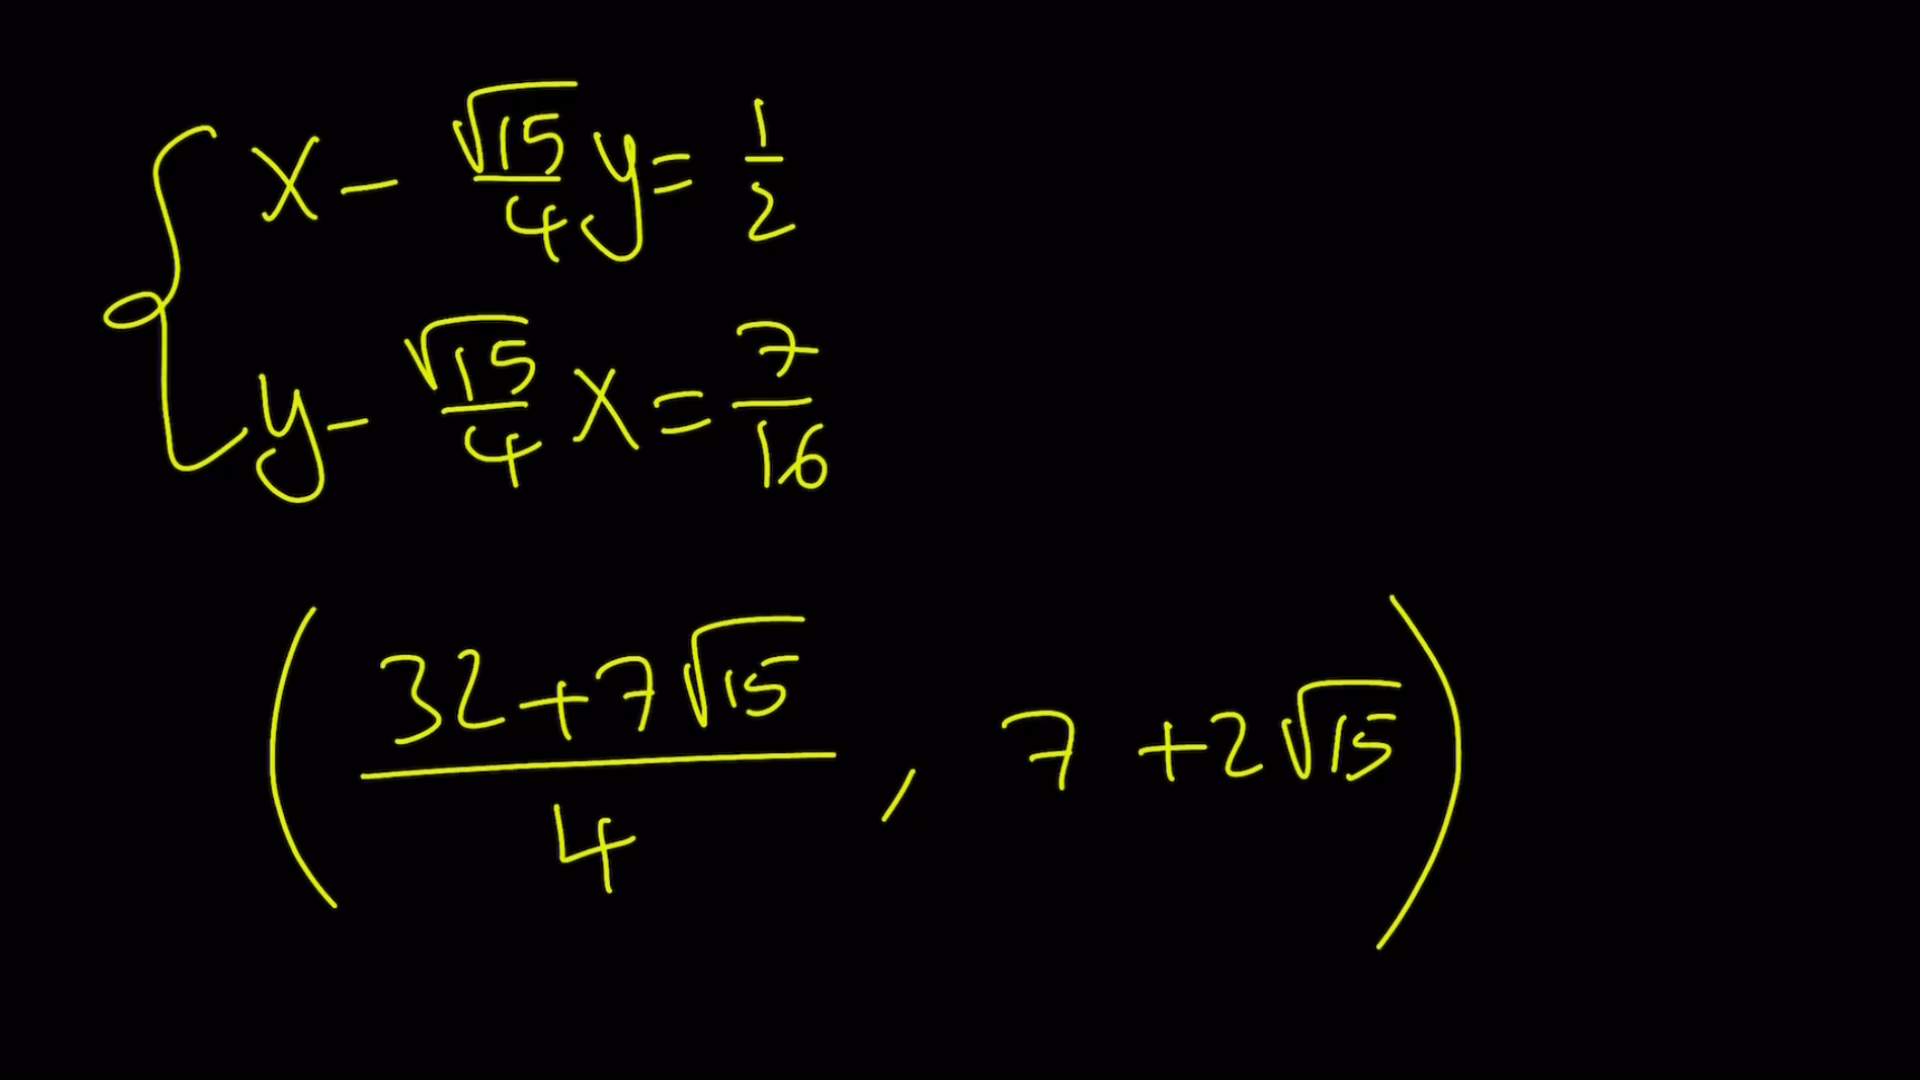 x - √15/4 y = 1/2
y - √15/4 x = 7/16
( (32+7√15)/4 , 7 +2√15 )